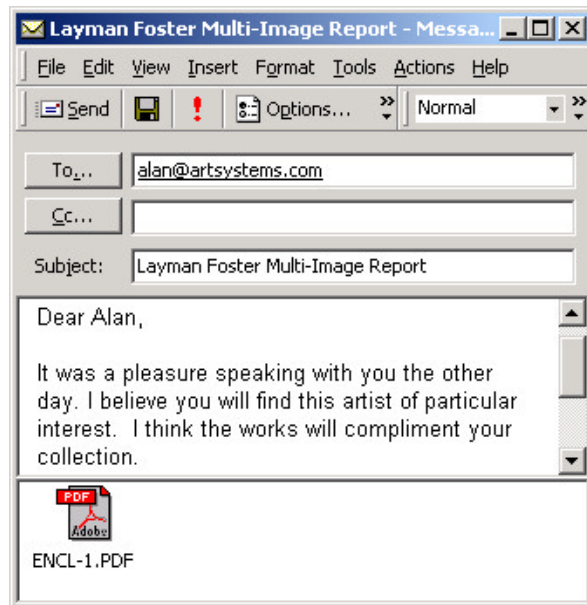 Layman Foster Multi-Image Report - Messa...
File Edit View Insert Format Tools Actions Help
Send ! Options... » Normal »
To... alan@artsystems.com
Cc...
Subject: Layman Foster Multi-Image Report
Dear Alan,
It was a pleasure speaking with you the other
day. I believe you will find this artist of particular
interest.  I think the works will compliment your
collection.
PDF
Adobe
ENCL-1.PDF